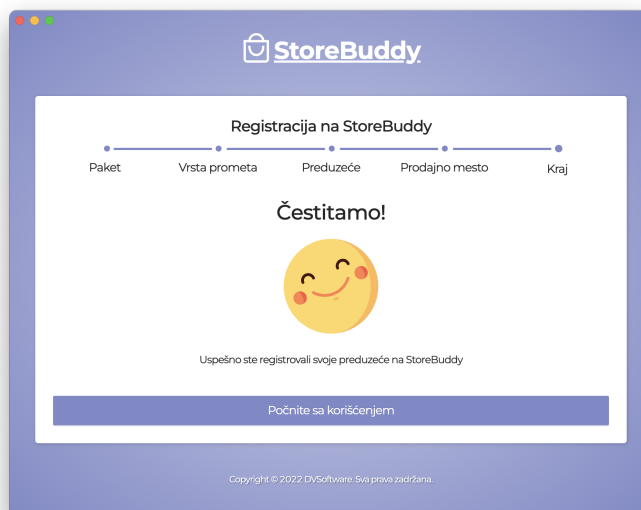 StoreBuddy
Registracija na StoreBuddy
Paket Vrsta prometa Preduzeće Prodajno mesto Kraj
Čestitamo!
Uspešno ste registrovali svoje preduzeće na StoreBuddy
Počnite sa korišćenjem
Copyright © 2022 DVSoftware. Sva prava zadržana.